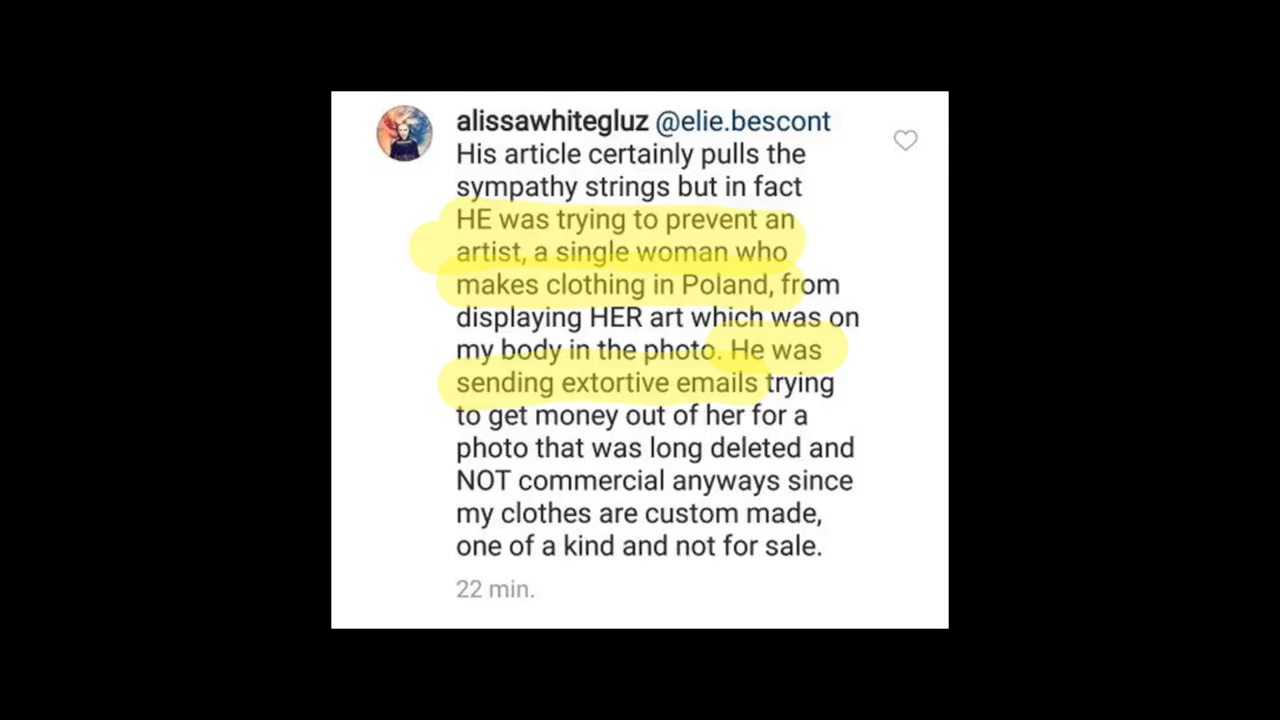 alissawhitegluz @elie.bescont
His article certainly pulls the
sympathy strings but in fact
HE was trying to prevent an
artist, a single woman who
makes clothing in Poland, from
displaying HER art which was on
my body in the photo. He was
sending extortive emails trying
to get money out of her for a
photo that was long deleted and
NOT commercial anyways since
my clothes are custom made,
one of a kind and not for sale.
22 min.